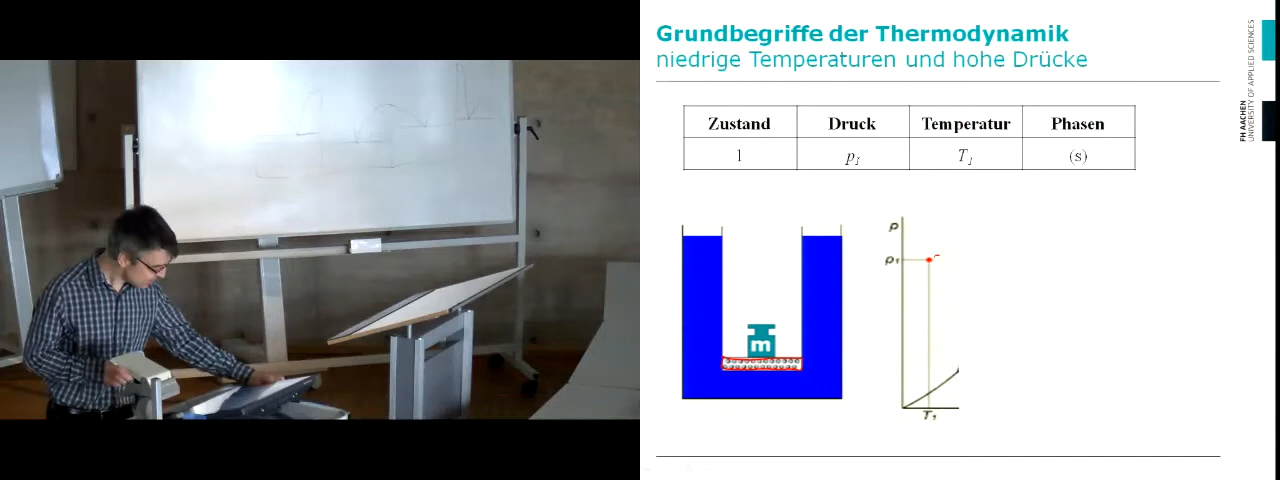 Grundbegriffe der Thermodynamik
niedrige Temperaturen und hohe Drücke
FH AACHEN
UNIVERSITY OF APPLIED SCIENCES
Zustand Druck Temperatur Phasen
1 p1 T1 (s)
m
p
p1
T1